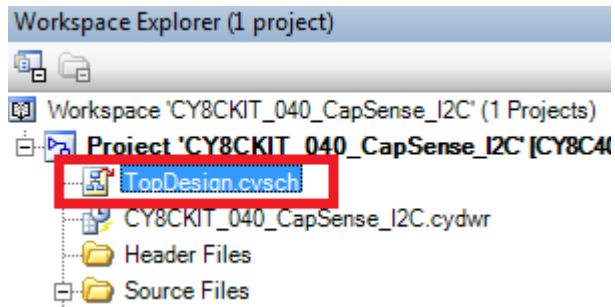 Workspace Explorer (1 project)
Workspace 'CY8CKIT_040_CapSense_I2C' (1 Projects)
Project 'CY8CKIT_040_CapSense_I2C' [CY8C40
TopDesign.cysch
CY8CKIT_040_CapSense_I2C.cydwr
Header Files
Source Files